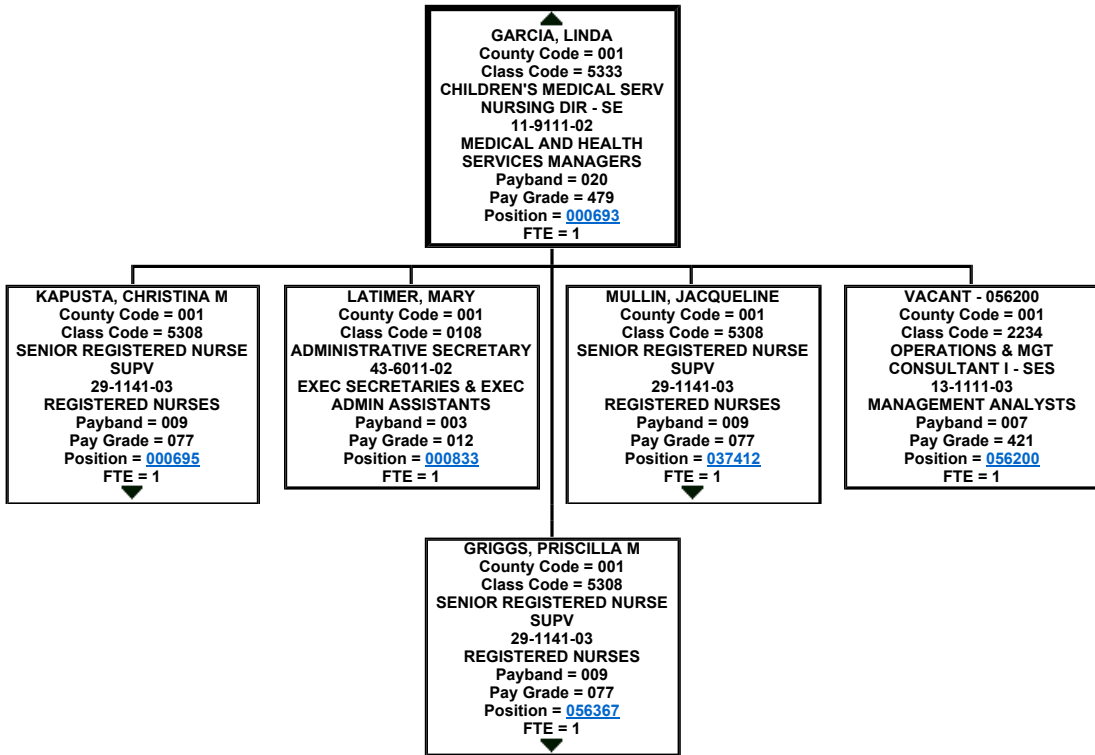 GARCIA, LINDA
County Code = 001
Class Code = 5333
CHILDREN'S MEDICAL SERV
NURSING DIR - SE
11-9111-02
MEDICAL AND HEALTH
SERVICES MANAGERS
Payband = 020
Pay Grade = 479
Position = 000693
FTE = 1
KAPUSTA, CHRISTINA M
County Code = 001
Class Code = 5308
SENIOR REGISTERED NURSE
SUPV
29-1141-03
REGISTERED NURSES
Payband = 009
Pay Grade = 077
Position = 000695
FTE = 1
LATIMER, MARY
County Code = 001
Class Code = 0108
ADMINISTRATIVE SECRETARY
43-6011-02
EXEC SECRETARIES & EXEC
ADMIN ASSISTANTS
Payband = 003
Pay Grade = 012
Position = 000833
FTE = 1
MULLIN, JACQUELINE
County Code = 001
Class Code = 5308
SENIOR REGISTERED NURSE
SUPV
29-1141-03
REGISTERED NURSES
Payband = 009
Pay Grade = 077
Position = 037412
FTE = 1
VACANT - 056200
County Code = 001
Class Code = 2234
OPERATIONS & MGT
CONSULTANT I - SES
13-1111-03
MANAGEMENT ANALYSTS
Payband = 007
Pay Grade = 421
Position = 056200
FTE = 1
GRIGGS, PRISCILLA M
County Code = 001
Class Code = 5308
SENIOR REGISTERED NURSE
SUPV
29-1141-03
REGISTERED NURSES
Payband = 009
Pay Grade = 077
Position = 056367
FTE = 1